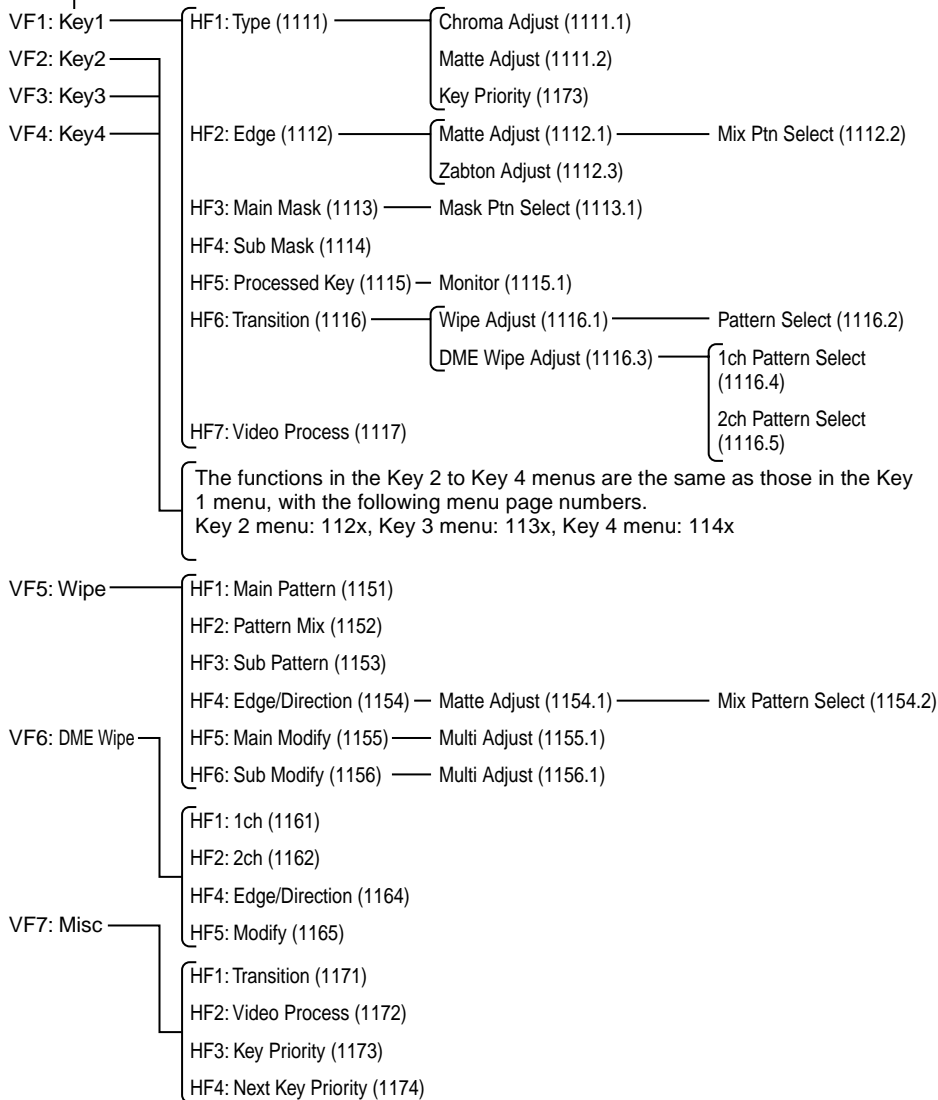 VF1: Key1 HF1: Type (1111) Chroma Adjust (1111.1)
VF2: Key2 Matte Adjust (1111.2)
VF3: Key3 Key Priority (1173)
VF4: Key4 HF2: Edge (1112) Matte Adjust (1112.1) Mix Ptn Select (1112.2)
Zabton Adjust (1112.3)
HF3: Main Mask (1113) Mask Ptn Select (1113.1)
HF4: Sub Mask (1114)
HF5: Processed Key (1115) Monitor (1115.1)
HF6: Transition (1116) Wipe Adjust (1116.1) Pattern Select (1116.2)
DME Wipe Adjust (1116.3) 1ch Pattern Select
(1116.4)
2ch Pattern Select
(1116.5)
HF7: Video Process (1117)
The functions in the Key 2 to Key 4 menus are the same as those in the Key
1 menu, with the following menu page numbers.
Key 2 menu: 112x, Key 3 menu: 113x, Key 4 menu: 114x
VF5: Wipe HF1: Main Pattern (1151)
HF2: Pattern Mix (1152)
HF3: Sub Pattern (1153)
HF4: Edge/Direction (1154) Matte Adjust (1154.1) Mix Pattern Select (1154.2)
VF6: DME Wipe HF5: Main Modify (1155) Multi Adjust (1155.1)
HF6: Sub Modify (1156) Multi Adjust (1156.1)
HF1: 1ch (1161)
HF2: 2ch (1162)
HF4: Edge/Direction (1164)
VF7: Misc HF5: Modify (1165)
HF1: Transition (1171)
HF2: Video Process (1172)
HF3: Key Priority (1173)
HF4: Next Key Priority (1174)